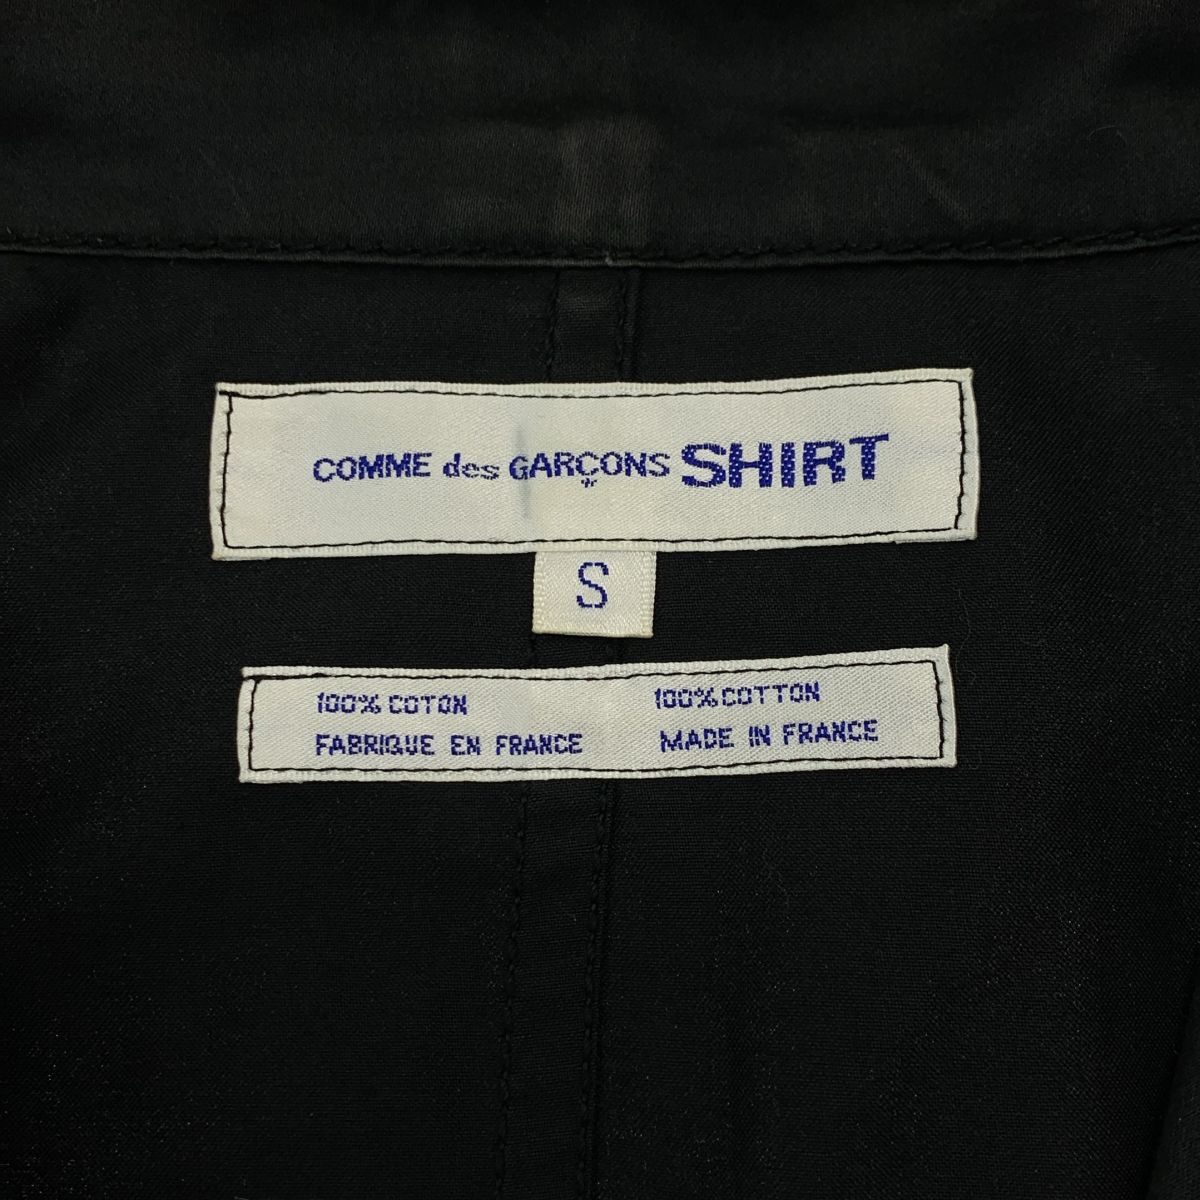 COMME des GARÇONS SHIRT
S
100% COTON 100% COTTON
FABRIQUE EN FRANCE MADE IN FRANCE